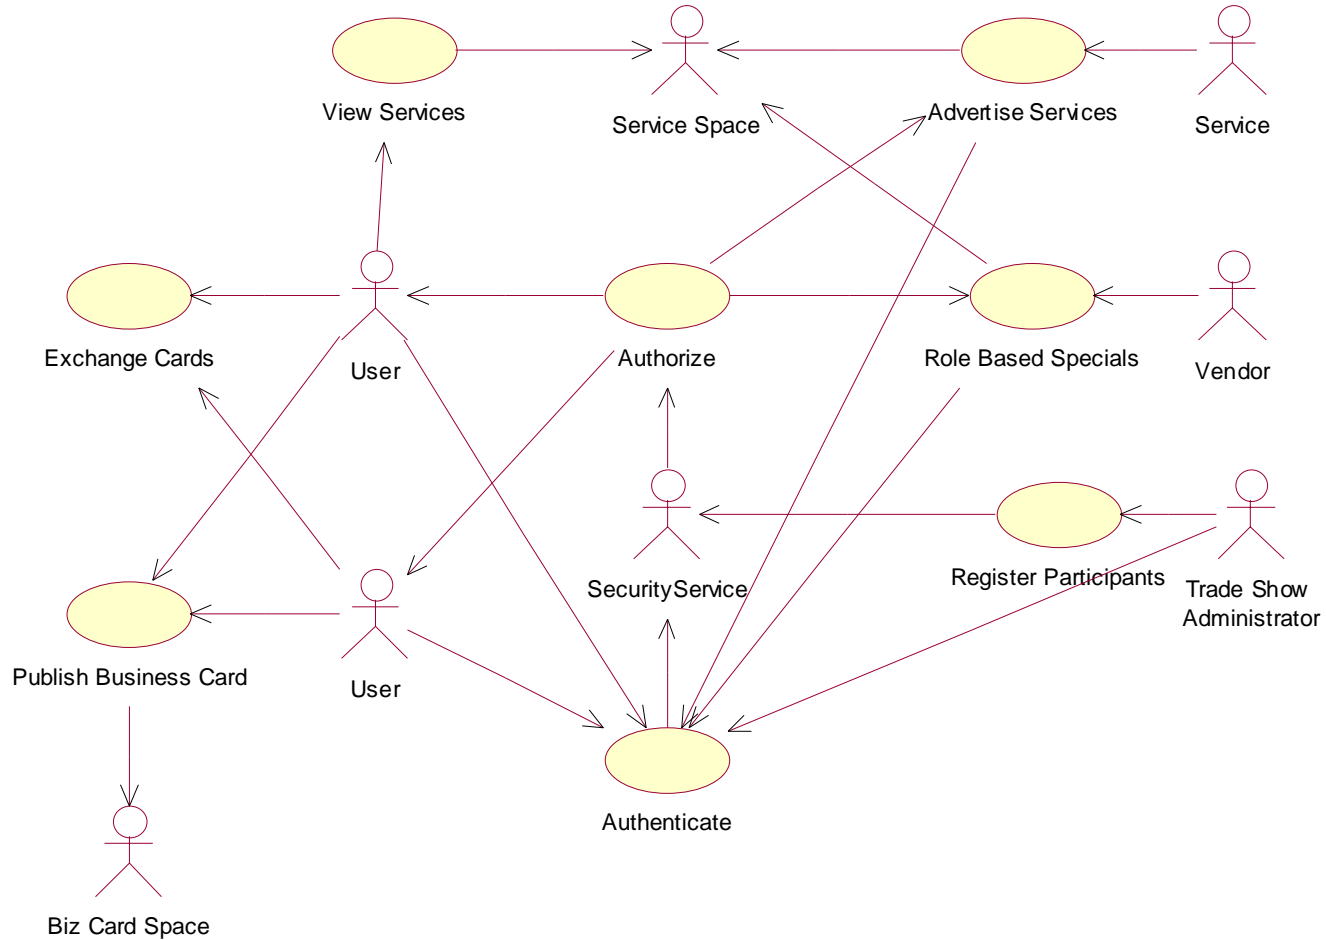 View Services
Service Space
Advertise Services
Service
Exchange Cards
User
Authorize
Role Based Specials
Vendor
SecurityService
Register Participants
Trade Show
Administrator
Publish Business Card
User
Authenticate
Biz Card Space